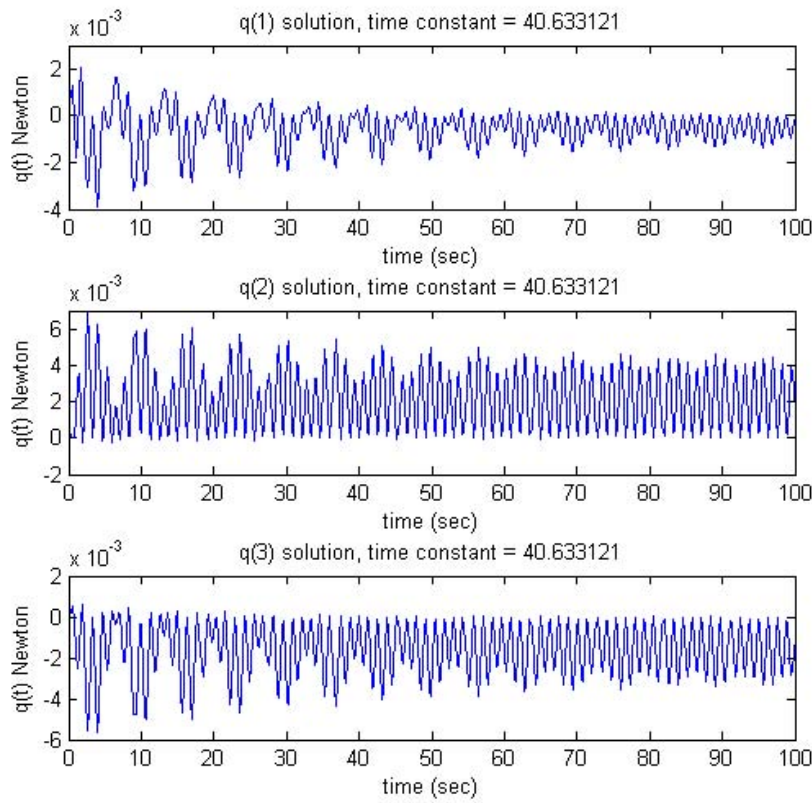 x 10^-3
q(1) solution, time constant = 40.633121
2
0
-2
-4
q(t) Newton
0 10 20 30 40 50 60 70 80 90 100
time (sec)
x 10^-3
q(2) solution, time constant = 40.633121
6
4
2
0
-2
q(t) Newton
0 10 20 30 40 50 60 70 80 90 100
time (sec)
x 10^-3
q(3) solution, time constant = 40.633121
2
0
-2
-4
-6
q(t) Newton
0 10 20 30 40 50 60 70 80 90 100
time (sec)